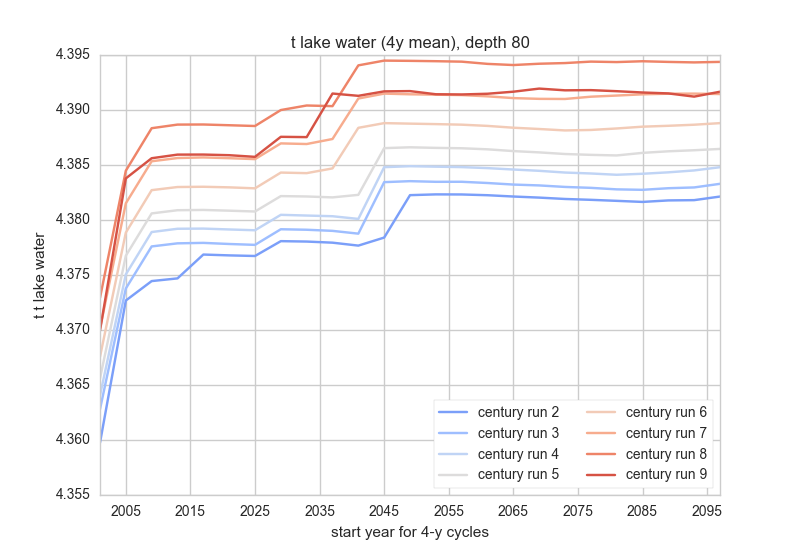 t lake water (4y mean), depth 80
4.395
4.390
4.385
4.380
4.375
4.370
4.365
4.360
4.355
t t lake water
2005 2015 2025 2035 2045 2055 2065 2075 2085 2095
start year for 4-y cycles
century run 2
century run 3
century run 4
century run 5
century run 6
century run 7
century run 8
century run 9